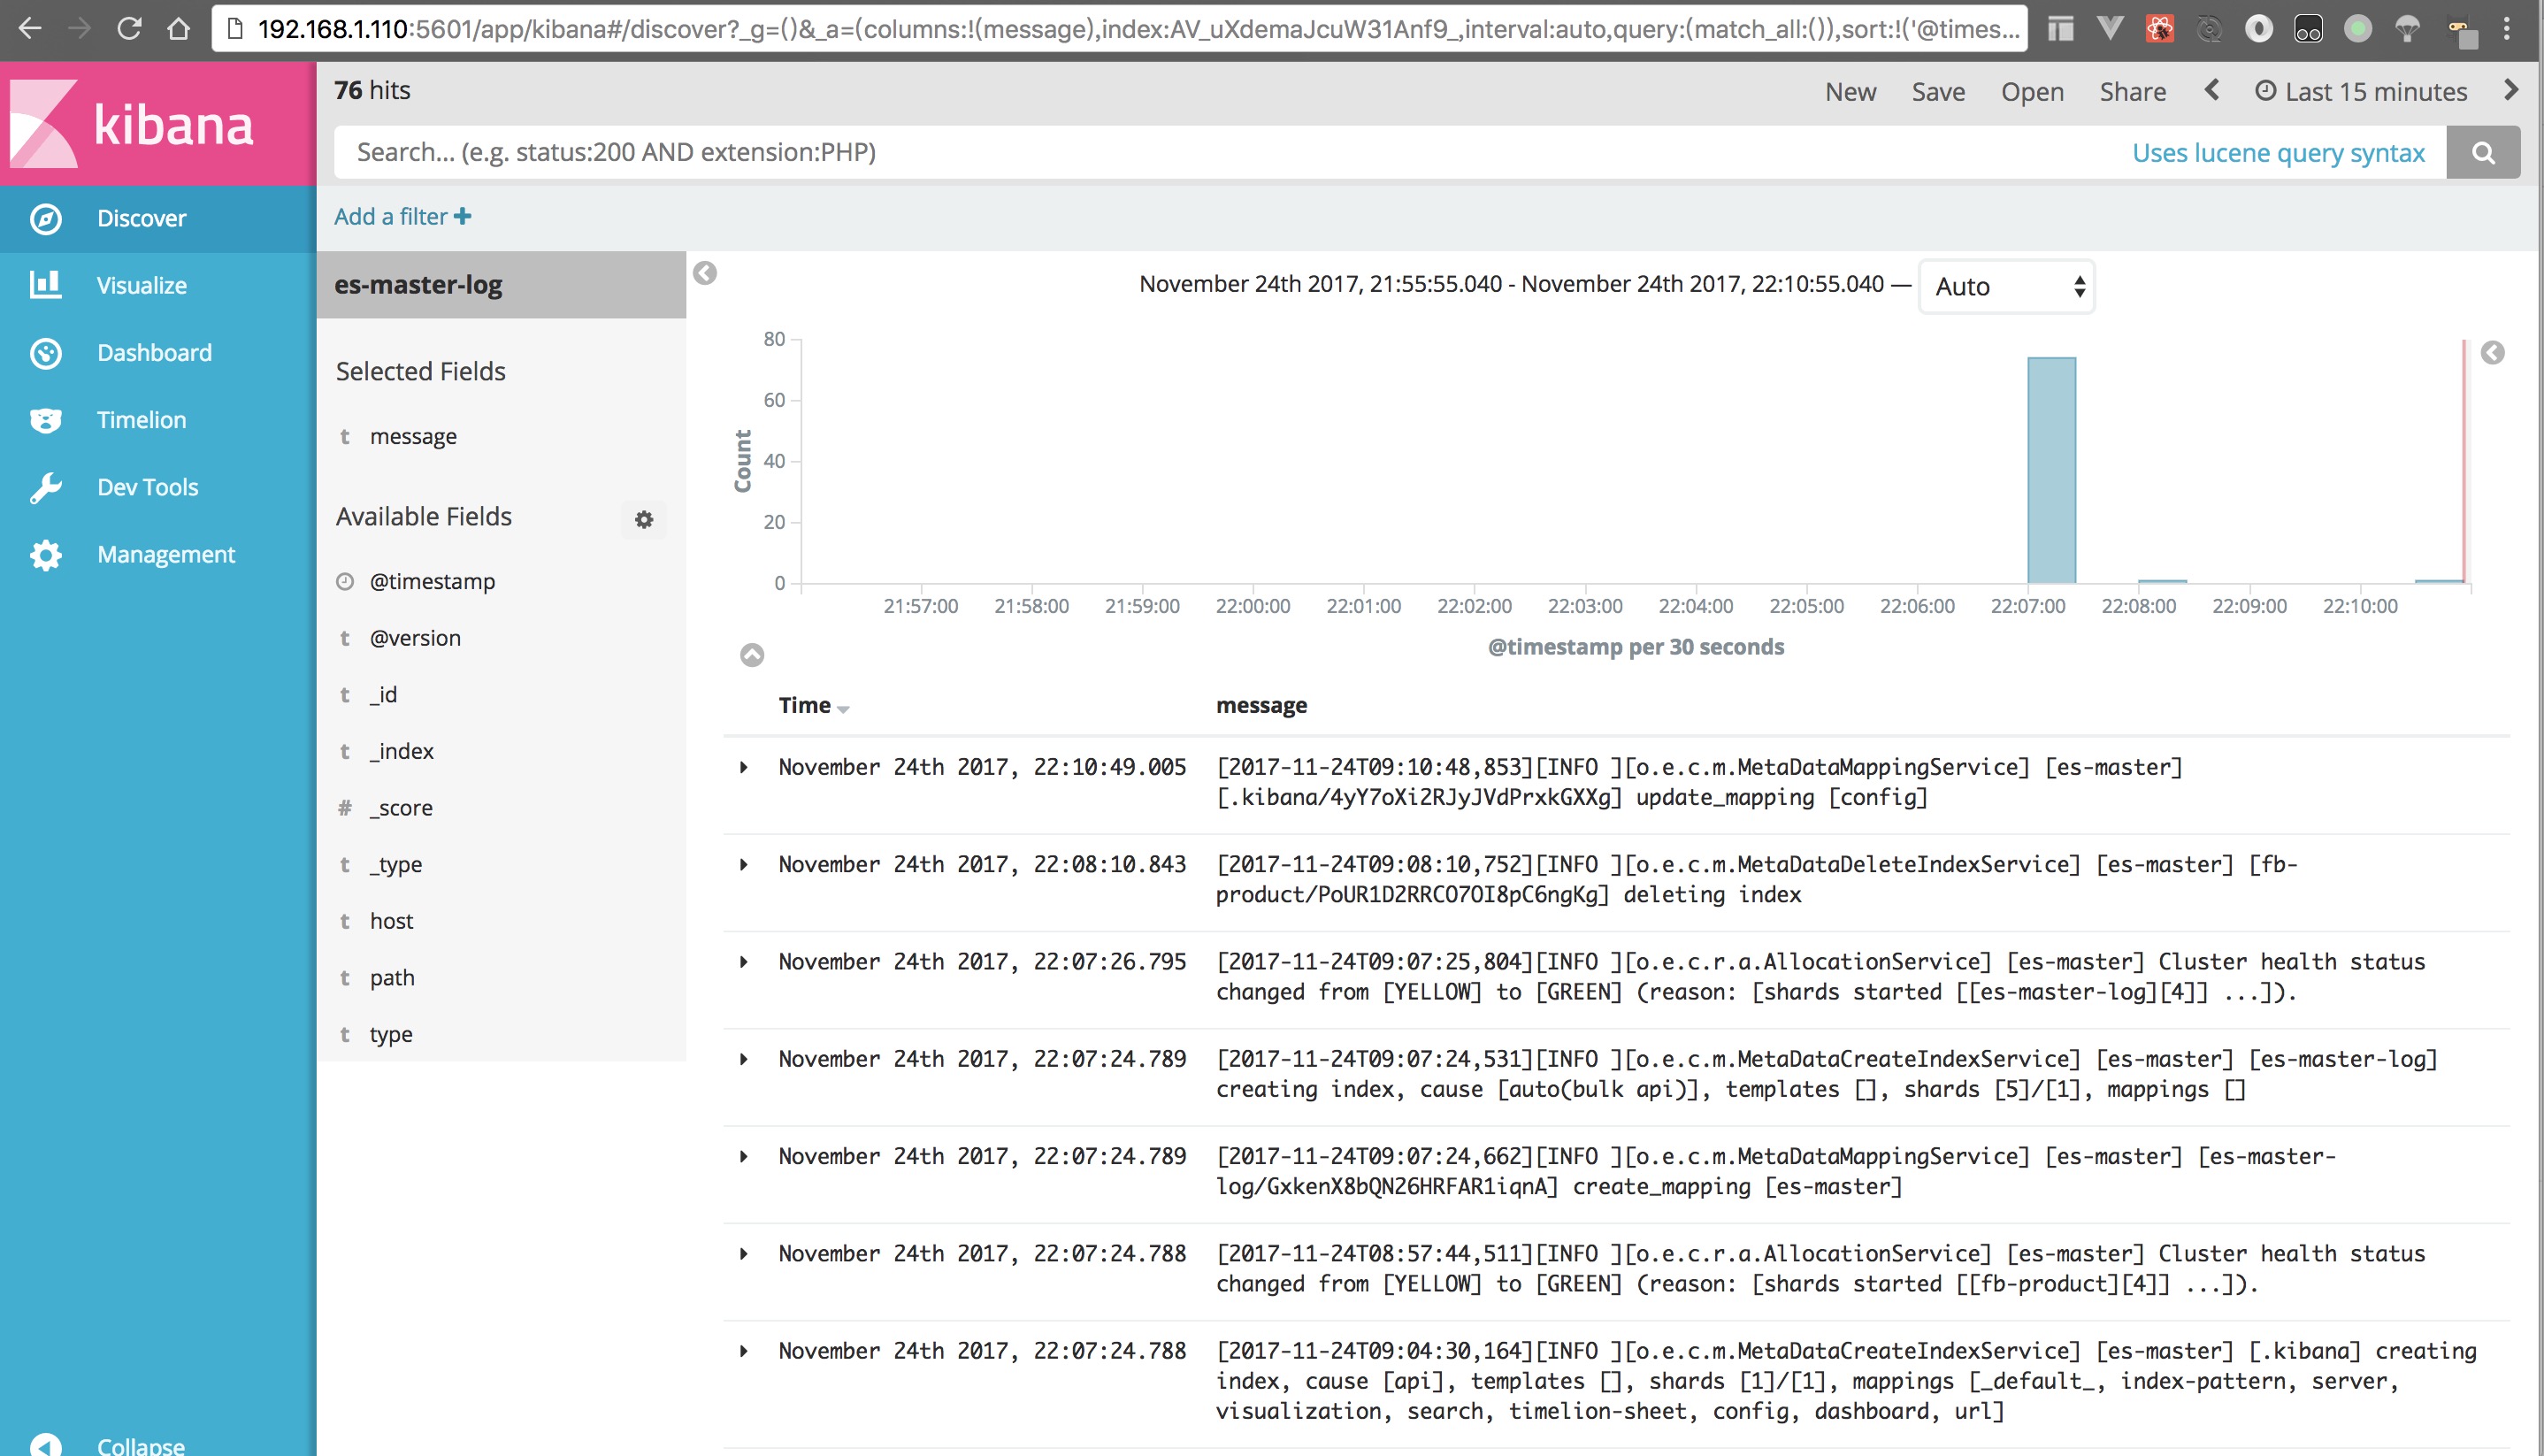 192.168.1.110:5601/app/kibana#/discover?_g=()&_a=(columns:!(message),index:AV_uXdemaJcuW31Anf9_,interval:auto,query:(match_all:()),sort:!('@times...
kibana
76 hits
New Save Open Share Last 15 minutes
Search... (e.g. status:200 AND extension:PHP)
Uses lucene query syntax
Add a filter
Discover
Visualize
Dashboard
Timelion
Dev Tools
Management
Collapse
es-master-log
Selected Fields
t message
Available Fields
@timestamp
t @version
t _id
t _index
# _score
t _type
t host
t path
t type
November 24th 2017, 21:55:55.040 - November 24th 2017, 22:10:55.040 — Auto
Count
80
60
40
20
0
21:57:00 21:58:00 21:59:00 22:00:00 22:01:00 22:02:00 22:03:00 22:04:00 22:05:00 22:06:00 22:07:00 22:08:00 22:09:00 22:10:00
@timestamp per 30 seconds
Time message
November 24th 2017, 22:10:49.005 [2017-11-24T09:10:48,853][INFO ][o.e.c.m.MetaDataMappingService] [es-master]
[.kibana/4yY7oXi2RJyJVdPrxkGXXg] update_mapping [config]
November 24th 2017, 22:08:10.843 [2017-11-24T09:08:10,752][INFO ][o.e.c.m.MetaDataDeleteIndexService] [es-master] [fb-
product/PoUR1D2RRCO7OI8pC6ngKg] deleting index
November 24th 2017, 22:07:26.795 [2017-11-24T09:07:25,804][INFO ][o.e.c.r.a.AllocationService] [es-master] Cluster health status
changed from [YELLOW] to [GREEN] (reason: [shards started [[es-master-log][4]] ...]).
November 24th 2017, 22:07:24.789 [2017-11-24T09:07:24,531][INFO ][o.e.c.m.MetaDataCreateIndexService] [es-master] [es-master-log]
creating index, cause [auto(bulk api)], templates [], shards [5]/[1], mappings []
November 24th 2017, 22:07:24.789 [2017-11-24T09:07:24,662][INFO ][o.e.c.m.MetaDataMappingService] [es-master] [es-master-
log/GxkenX8bQN26HRFAR1iqnA] create_mapping [es-master]
November 24th 2017, 22:07:24.788 [2017-11-24T08:57:44,511][INFO ][o.e.c.r.a.AllocationService] [es-master] Cluster health status
changed from [YELLOW] to [GREEN] (reason: [shards started [[fb-product][4]] ...]).
November 24th 2017, 22:07:24.788 [2017-11-24T09:04:30,164][INFO ][o.e.c.m.MetaDataCreateIndexService] [es-master] [.kibana] creating
index, cause [api], templates [], shards [1]/[1], mappings [_default_, index-pattern, server,
visualization, search, timelion-sheet, config, dashboard, url]